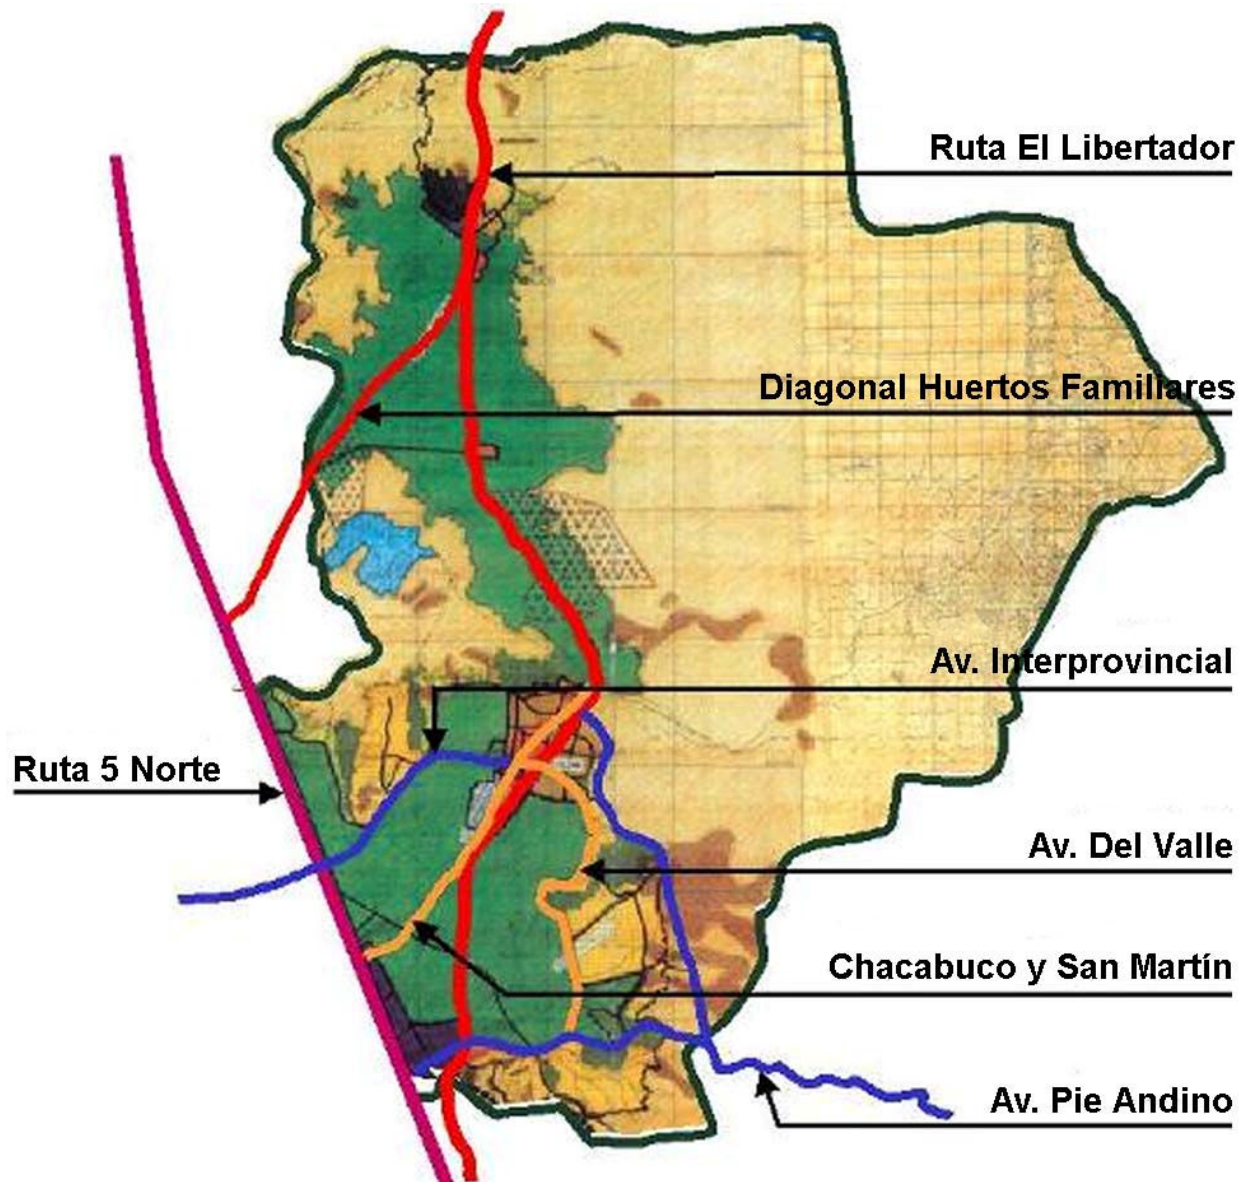 Ruta El Libertador
Diagonal Huertos Familiares
Av. Interprovincial
Ruta 5 Norte
Av. Del Valle
Chacabuco y San Martín
Av. Pie Andino